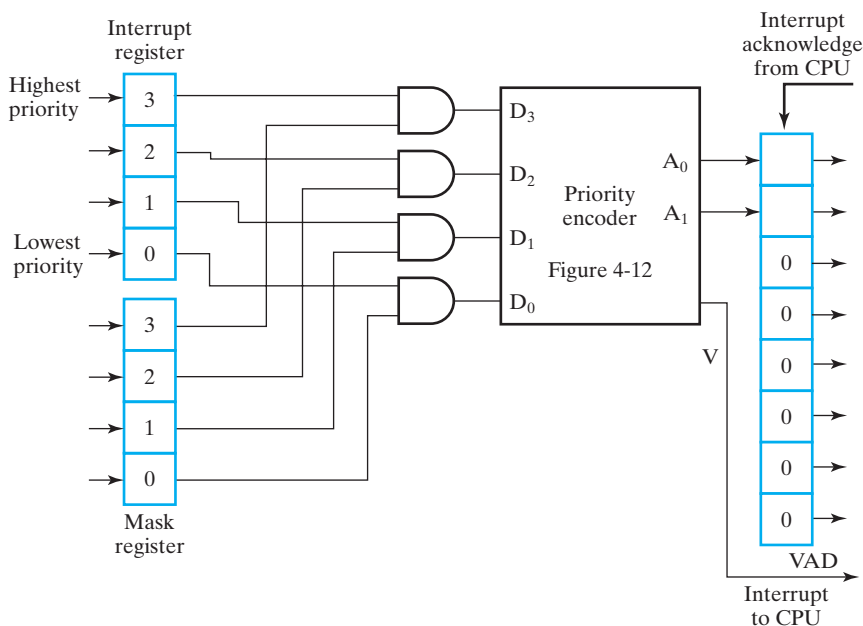 Interrupt
register
Highest
priority
3
2
1
0
Lowest
priority
3
2
1
0
Mask
register
D3
D2
D1
D0
Priority
encoder
Figure 4-12
A0
A1
V
Interrupt
acknowledge
from CPU
0
0
0
0
0
0
VAD
Interrupt
to CPU